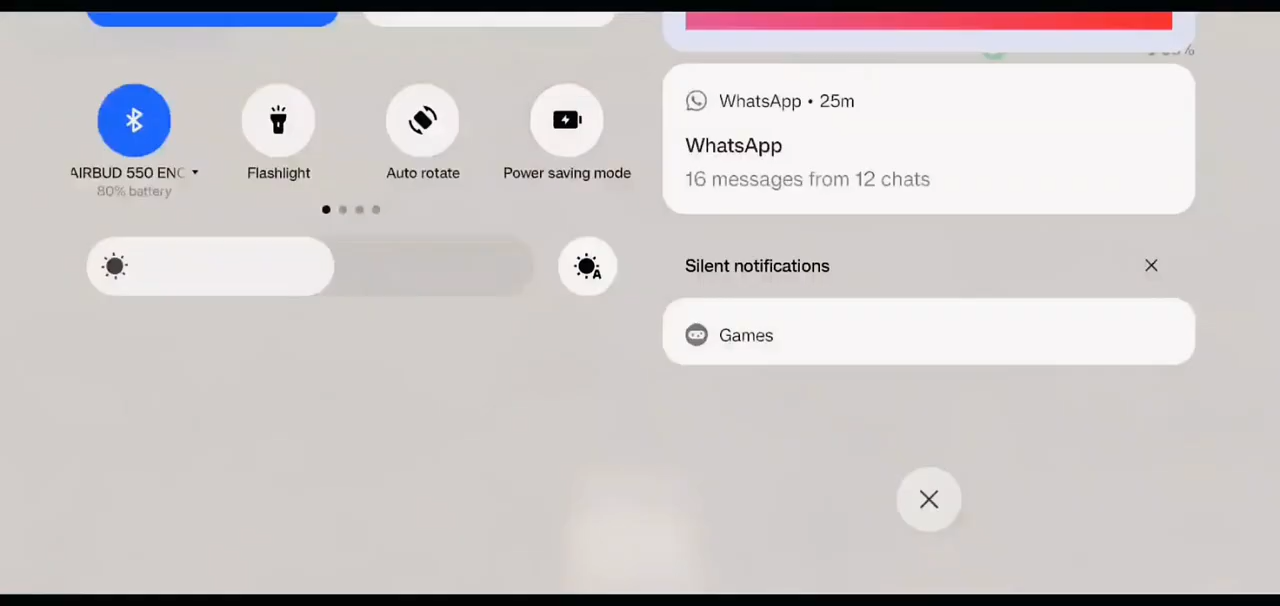 WhatsApp • 25m
WhatsApp
16 messages from 12 chats
AIRBUD 550 ENC
80% battery
Flashlight
Auto rotate
Power saving mode
A
Silent notifications
Games